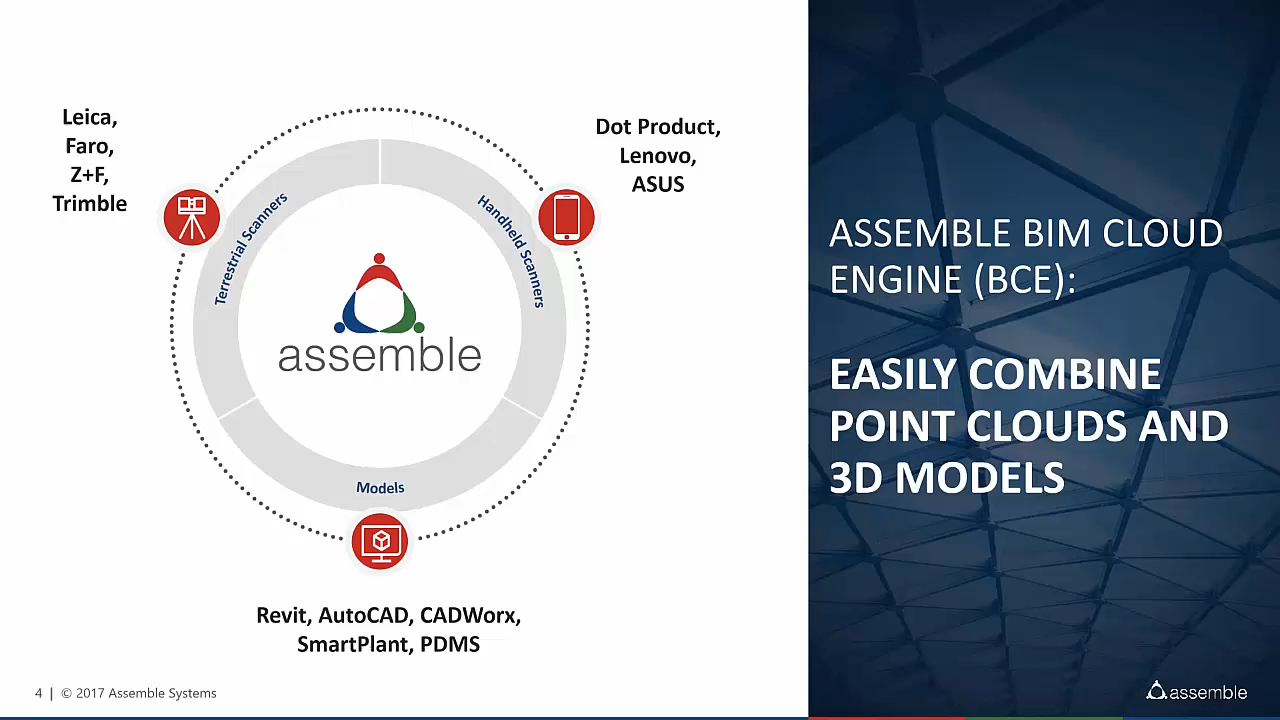 Leica,
Faro,
Z+F,
Trimble
Dot Product,
Lenovo,
ASUS
Terrestrial Scanners
Handheld Scanners
assemble
Models
Revit, AutoCAD, CADWorx,
SmartPlant, PDMS
ASSEMBLE BIM CLOUD
ENGINE (BCE):
EASILY COMBINE
POINT CLOUDS AND
3D MODELS
4 | © 2017 Assemble Systems
assemble